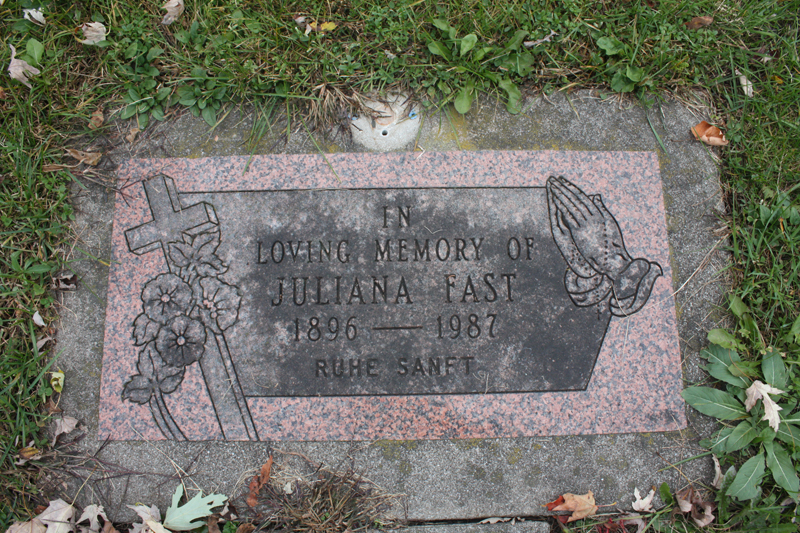 IN
LOVING MEMORY OF
JULIANA FAST
1896 — 1987
RUHE SANFT